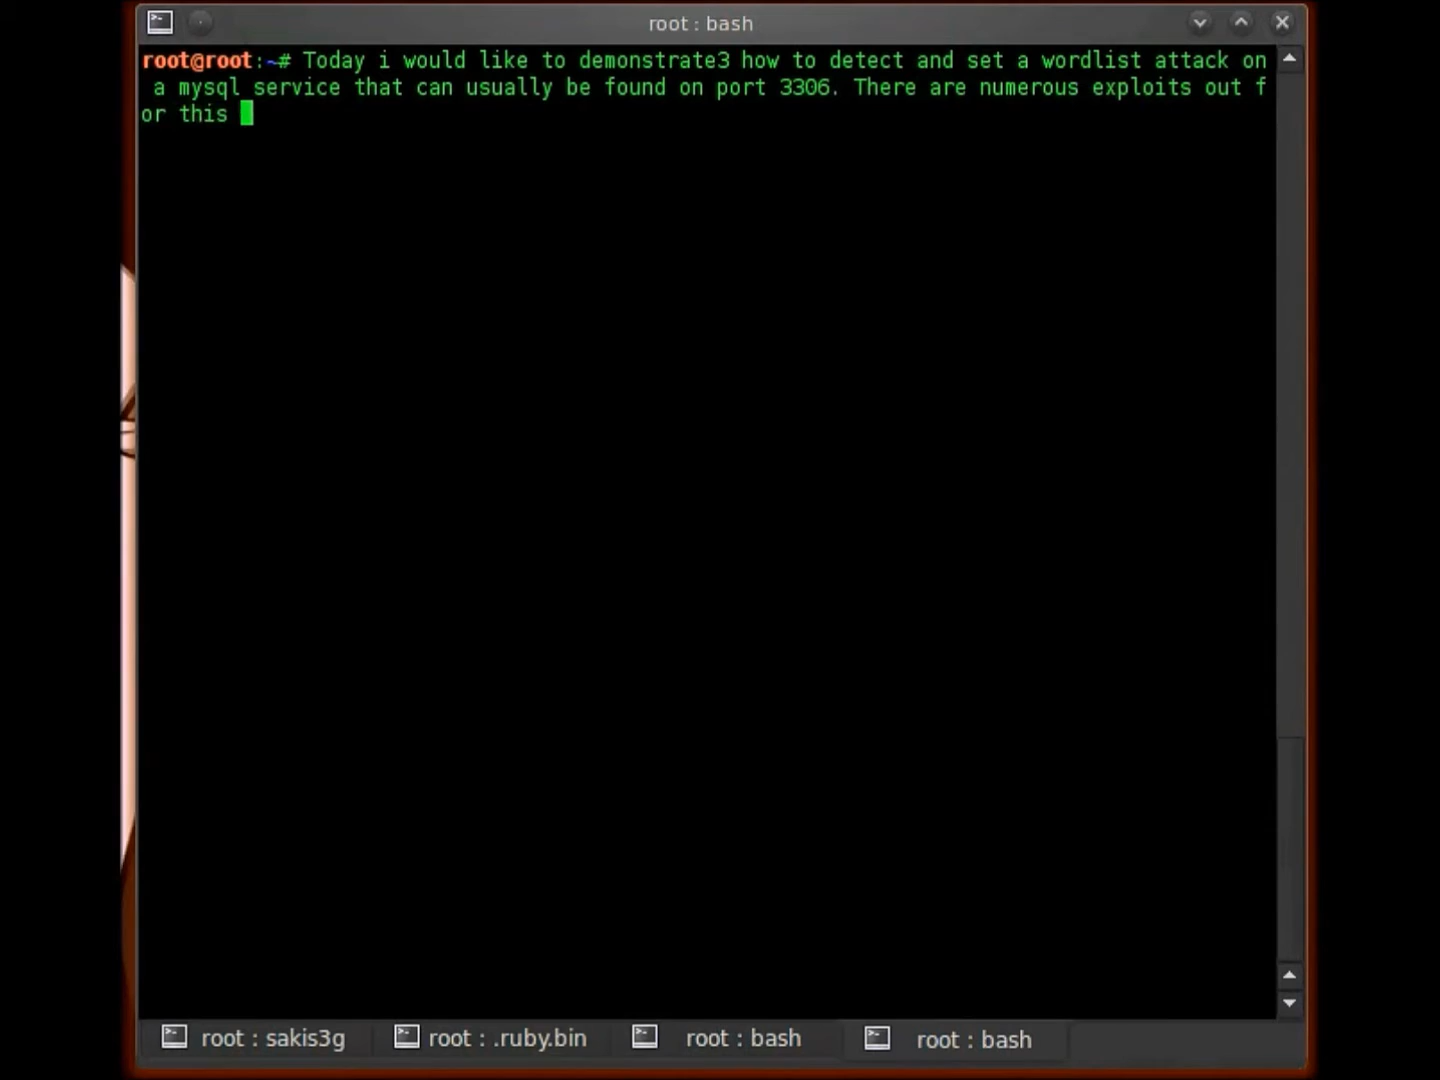 root : bash
root@root:~# Today i would like to demonstrate3 how to detect and set a wordlist attack on
a mysql service that can usually be found on port 3306. There are numerous exploits out f
or this
root : sakis3g
root : .ruby.bin
root : bash
root : bash